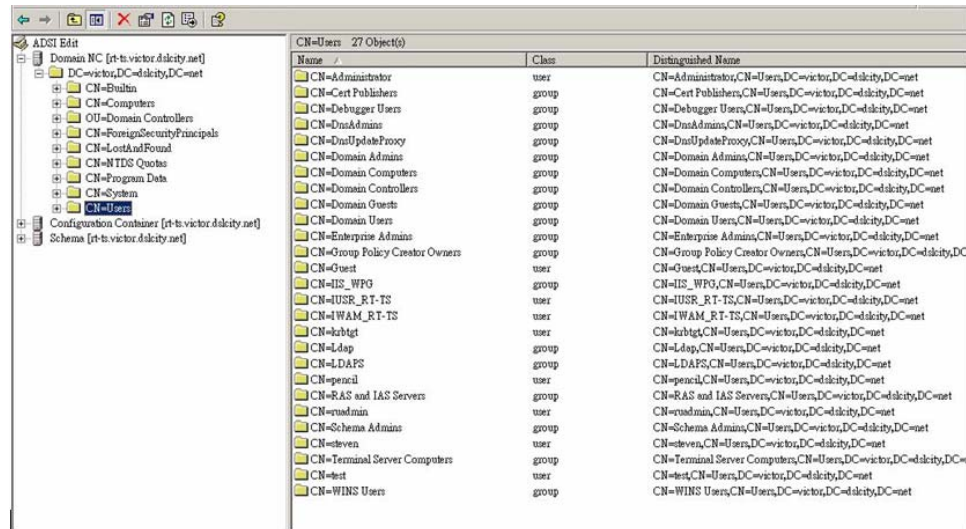 ADSI Edit
Domain NC [rt-ts.victor.dslcity.net]
DC=victor,DC=dslcity,DC=net
CN=Builtin
CN=Computers
OU=Domain Controllers
CN=ForeignSecurityPrincipals
CN=LostAndFound
CN=NTDS Quotas
CN=Program Data
CN=System
CN=Users
Configuration Container [rt-ts.victor.dslcity.net]
Schema [rt-ts.victor.dslcity.net]
CN=Users 27 Object(s)
Name Class Distinguished Name
CN=Administrator user CN=Administrator,CN=Users,DC=victor,DC=dslcity,DC=net
CN=Cert Publishers group CN=Cert Publishers,CN=Users,DC=victor,DC=dslcity,DC=net
CN=Debugger Users group CN=Debugger Users,CN=Users,DC=victor,DC=dslcity,DC=net
CN=DnsAdmins group CN=DnsAdmins,CN=Users,DC=victor,DC=dslcity,DC=net
CN=DnsUpdateProxy group CN=DnsUpdateProxy,CN=Users,DC=victor,DC=dslcity,DC=net
CN=Domain Admins group CN=Domain Admins,CN=Users,DC=victor,DC=dslcity,DC=net
CN=Domain Computers group CN=Domain Computers,CN=Users,DC=victor,DC=dslcity,DC=net
CN=Domain Controllers group CN=Domain Controllers,CN=Users,DC=victor,DC=dslcity,DC=net
CN=Domain Guests group CN=Domain Guests,CN=Users,DC=victor,DC=dslcity,DC=net
CN=Domain Users group CN=Domain Users,CN=Users,DC=victor,DC=dslcity,DC=net
CN=Enterprise Admins group CN=Enterprise Admins,CN=Users,DC=victor,DC=dslcity,DC=net
CN=Group Policy Creator Owners group CN=Group Policy Creator Owners,CN=Users,DC=victor,DC=dslcity,DC
CN=Guest user CN=Guest,CN=Users,DC=victor,DC=dslcity,DC=net
CN=IIS_WPG group CN=IIS_WPG,CN=Users,DC=victor,DC=dslcity,DC=net
CN=IUSR_RT-TS user CN=IUSR_RT-TS,CN=Users,DC=victor,DC=dslcity,DC=net
CN=IWAM_RT-TS user CN=IWAM_RT-TS,CN=Users,DC=victor,DC=dslcity,DC=net
CN=krbtgt user CN=krbtgt,CN=Users,DC=victor,DC=dslcity,DC=net
CN=Ldap group CN=Ldap,CN=Users,DC=victor,DC=dslcity,DC=net
CN=LDAPS group CN=LDAPS,CN=Users,DC=victor,DC=dslcity,DC=net
CN=pencil user CN=pencil,CN=Users,DC=victor,DC=dslcity,DC=net
CN=RAS and IAS Servers group CN=RAS and IAS Servers,CN=Users,DC=victor,DC=dslcity,DC=net
CN=ruadmin user CN=ruadmin,CN=Users,DC=victor,DC=dslcity,DC=net
CN=Schema Admins group CN=Schema Admins,CN=Users,DC=victor,DC=dslcity,DC=net
CN=steven user CN=steven,CN=Users,DC=victor,DC=dslcity,DC=net
CN=Terminal Server Computers group CN=Terminal Server Computers,CN=Users,DC=victor,DC=dslcity,DC=
CN=test user CN=test,CN=Users,DC=victor,DC=dslcity,DC=net
CN=WINS Users group CN=WINS Users,CN=Users,DC=victor,DC=dslcity,DC=net